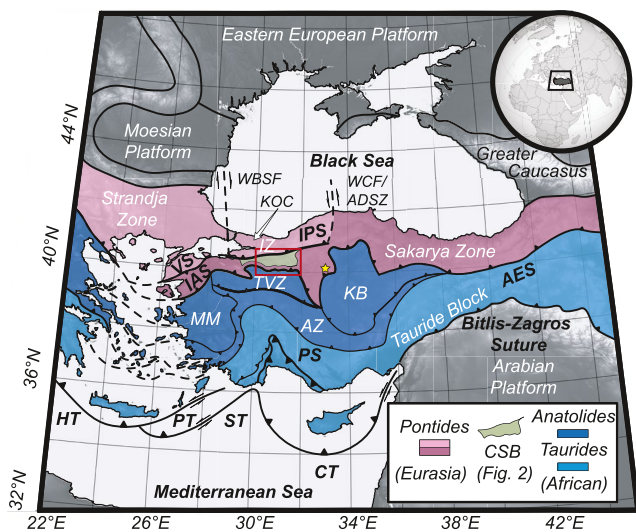 Eastern European Platform
44°N
Moesian
Platform
Black Sea
Greater
Caucasus
WBSF
WCF/
ADSZ
KOC
Strandja
Zone
IPS
IZ
Sakarya Zone
40°N
VS
IAS
TVZ
KB
AES
MM
AZ
Tauride Block
Bitlis-Zagros
Suture
PS
36°N
Arabian
Platform
HT
PT
ST
CT
Pontides
(Eurasia)
CSB
(Fig. 2)
Anatolides
Taurides
(African)
Mediterranean Sea
32°N
22°E
26°E
30°E
34°E
38°E
42°E